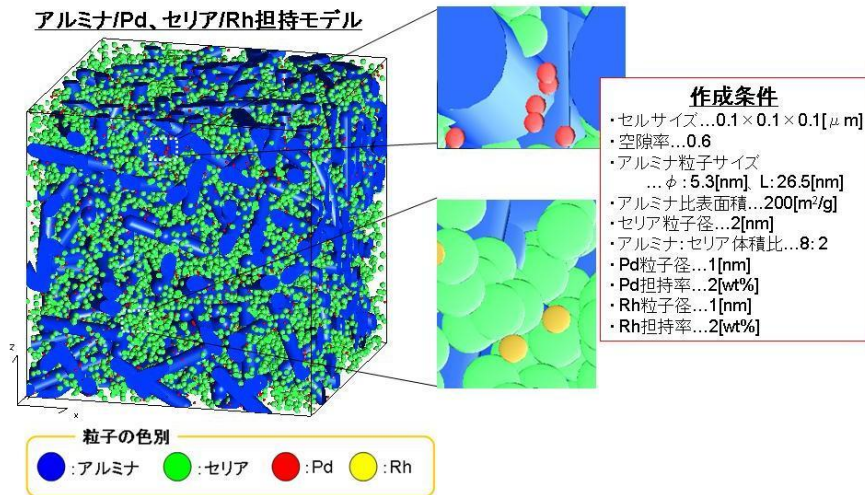 アルミナ/Pd、セリア/Rh担持モデル
作成条件
・セルサイズ…0.1×0.1×0.1[μm]
・空隙率…0.6
・アルミナ粒子サイズ
…φ:5.3[nm]、L:26.5[nm]
・アルミナ比表面積…200[m²/g]
・セリア粒子径…2[nm]
・アルミナ:セリア体積比…8:2
・Pd粒子径…1[nm]
・Pd担持率…2[wt%]
・Rh粒子径…1[nm]
・Rh担持率…2[wt%]
z
x
粒子の色別
:アルミナ :セリア :Pd :Rh